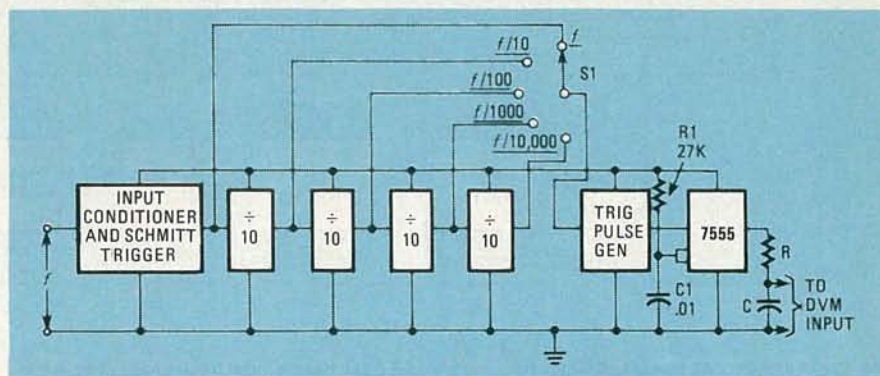 f
f/10
S1
f/100
f/1000
R1
27K
f/10,000
INPUT
CONDITIONER
AND SCHMITT
TRIGGER
÷
10
÷
10
÷
10
÷
10
TRIG
PULSE
GEN
7555
R
f
C1
.01
C
TO
DVM
INPUT